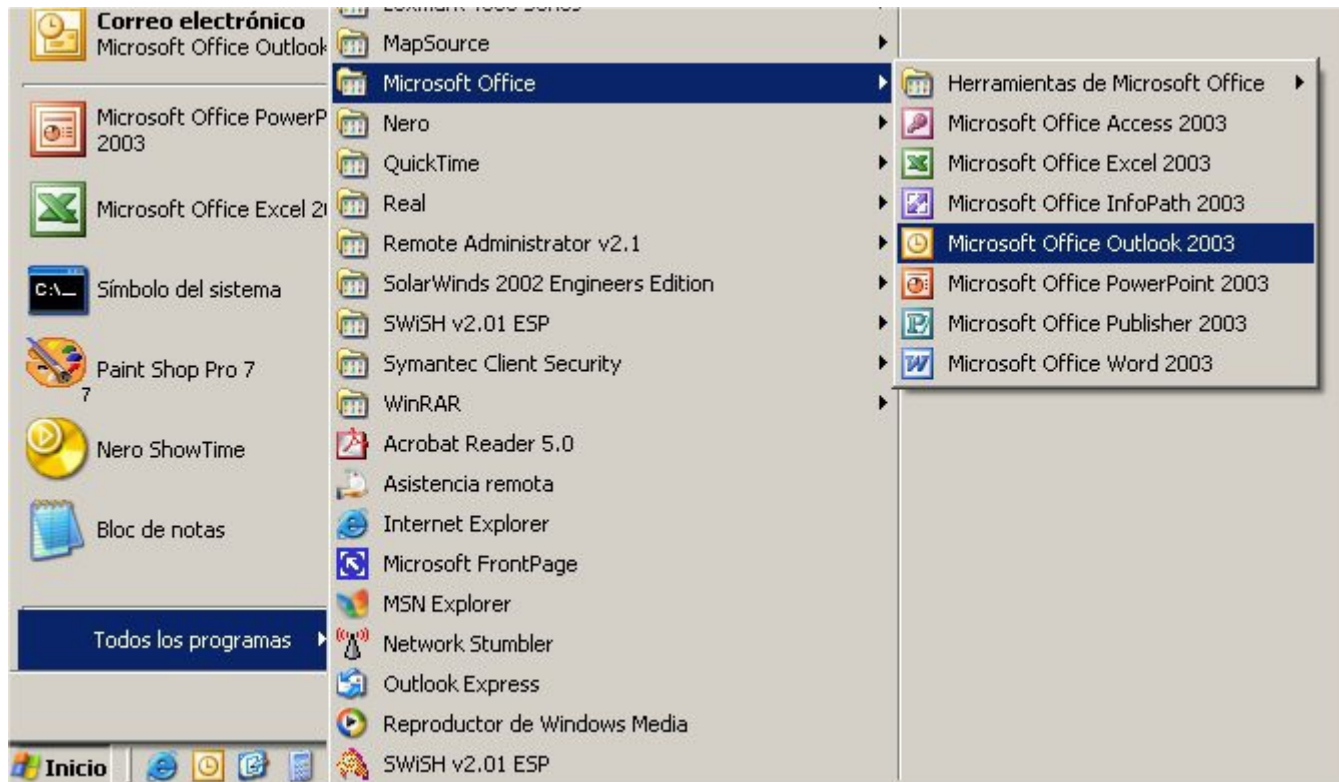 Correo electrónico
Microsoft Office Outlook
Microsoft Office PowerP
2003
Microsoft Office Excel 2
C:\
Símbolo del sistema
Paint Shop Pro 7
7
Nero ShowTime
Bloc de notas
Todos los programas
Inicio
MapSource
Microsoft Office
Nero
QuickTime
Real
Remote Administrator v2.1
SolarWinds 2002 Engineers Edition
SWiSH v2.01 ESP
Symantec Client Security
WinRAR
Acrobat Reader 5.0
Asistencia remota
Internet Explorer
Microsoft FrontPage
MSN Explorer
Network Stumbler
Outlook Express
Reproductor de Windows Media
SWiSH v2.01 ESP
Herramientas de Microsoft Office
Microsoft Office Access 2003
Microsoft Office Excel 2003
Microsoft Office InfoPath 2003
Microsoft Office Outlook 2003
Microsoft Office PowerPoint 2003
Microsoft Office Publisher 2003
Microsoft Office Word 2003